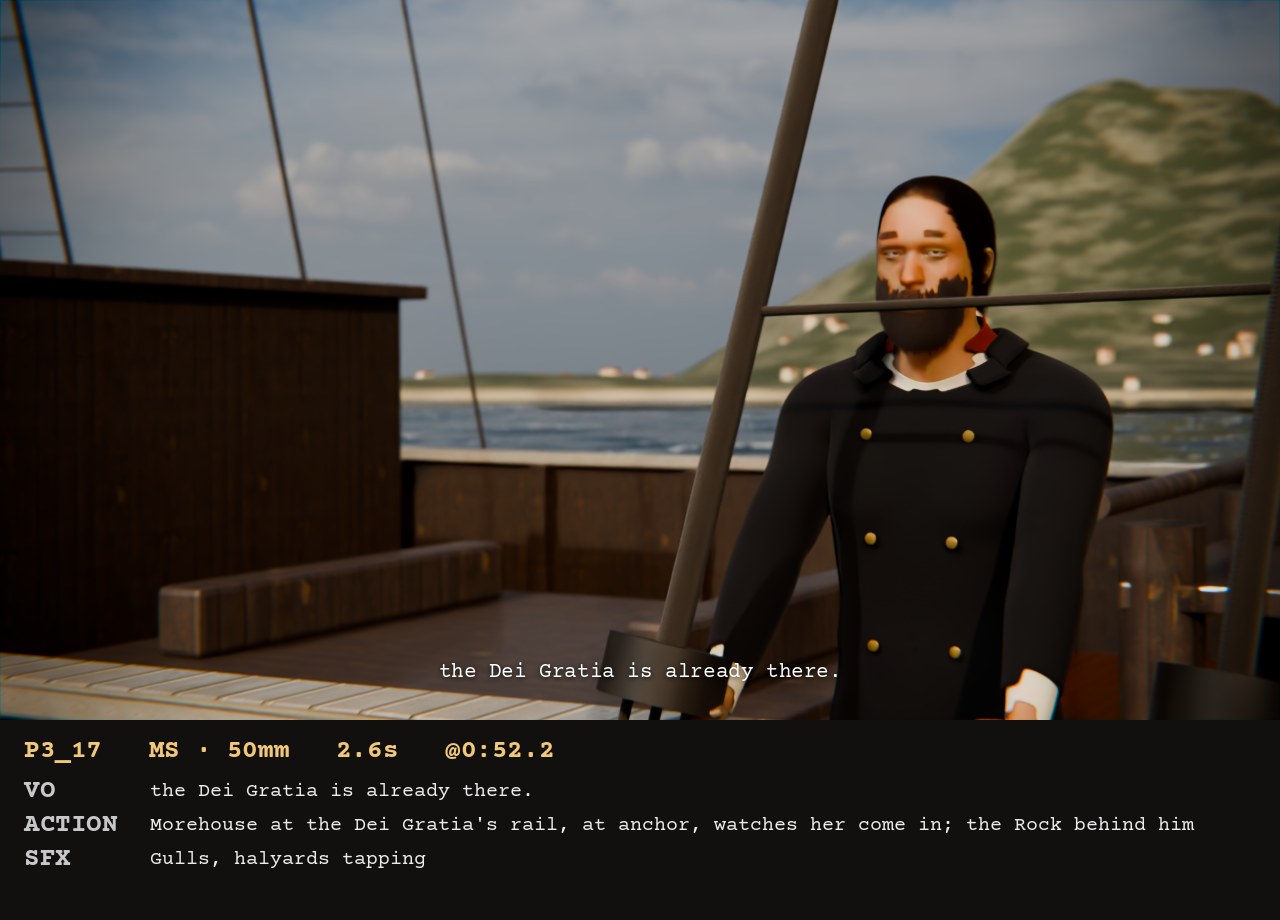 the Dei Gratia is already there.
P3_17 MS · 50mm 2.6s @0:52.2
VO the Dei Gratia is already there.
ACTION Morehouse at the Dei Gratia's rail, at anchor, watches her come in; the Rock behind him
SFX Gulls, halyards tapping